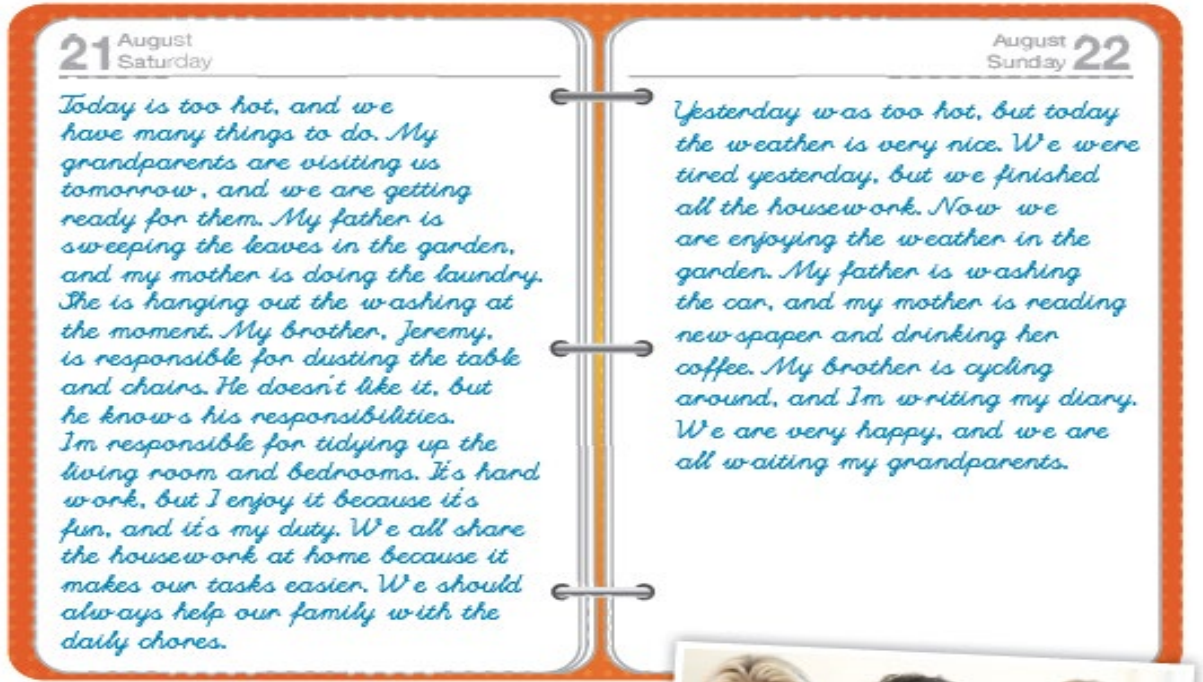 21 August
Saturday
Today is too hot, and we
have many things to do. My
grandparents are visiting us
tomorrow, and we are getting
ready for them. My father is
sweeping the leaves in the garden,
and my mother is doing the laundry.
She is hanging out the washing at
the moment. My brother, Jeremy,
is responsible for dusting the table
and chairs. He doesn't like it, but
he knows his responsibilities.
I'm responsible for tidying up the
living room and bedrooms. It's hard
work, but I enjoy it because it's
fun, and it's my duty. We all share
the housework at home because it
makes our tasks easier. We should
always help our family with the
daily chores.
August 22
Sunday
Yesterday was too hot, but today
the weather is very nice. We were
tired yesterday, but we finished
all the housework. Now we
are enjoying the weather in the
garden. My father is washing
the car, and my mother is reading
newspaper and drinking her
coffee. My brother is cycling
around, and I'm writing my diary.
We are very happy, and we are
all waiting my grandparents.